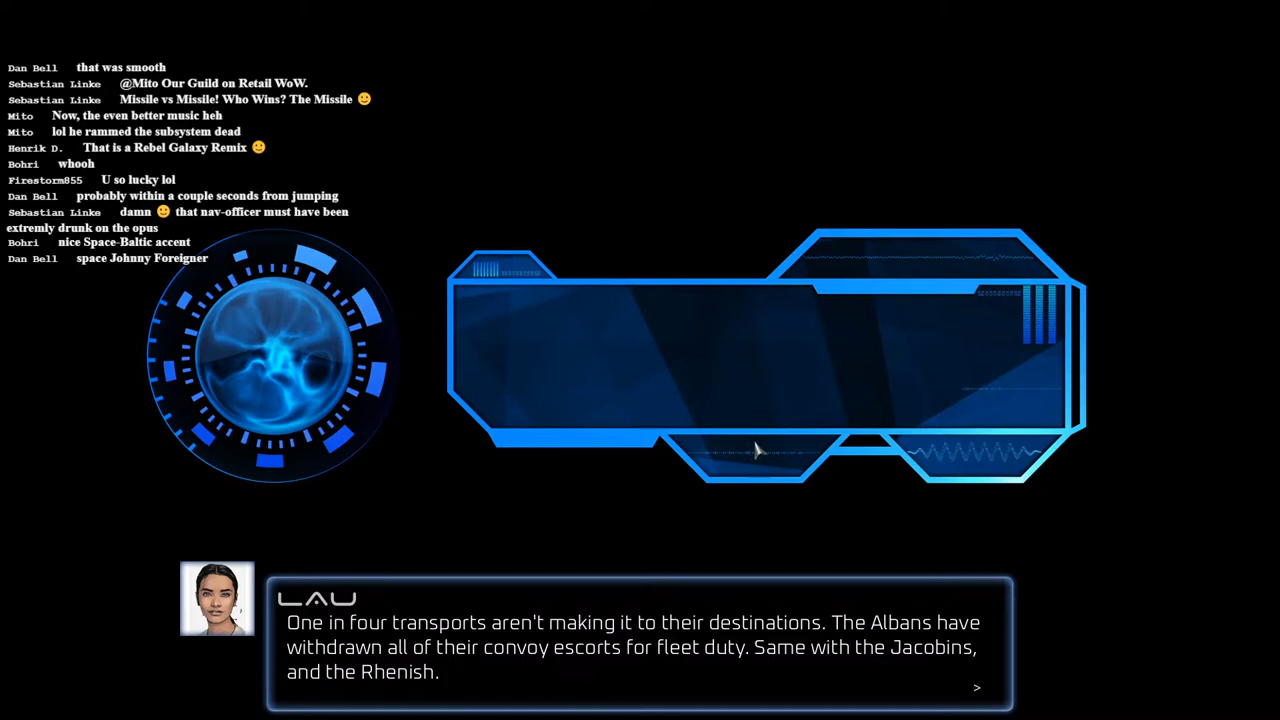 Dan Bell that was smooth
Sebastian Linke @Mito Our Guild on Retail WoW.
Sebastian Linke Missile vs Missile! Who Wins? The Missile 🙂
Mito Now, the even better music heh
Mito lol he rammed the subsystem dead
Henrik D. That is a Rebel Galaxy Remix 🙂
Bohri whooh
Firestorm855 U so lucky lol
Dan Bell probably within a couple seconds from jumping
Sebastian Linke damn 🙂 that nav-officer must have been
extremly drunk on the opus
Bohri nice Space-Baltic accent
Dan Bell space Johnny Foreigner
LAU
One in four transports aren't making it to their destinations. The Albans have
withdrawn all of their convoy escorts for fleet duty. Same with the Jacobins,
and the Rhenish.
>